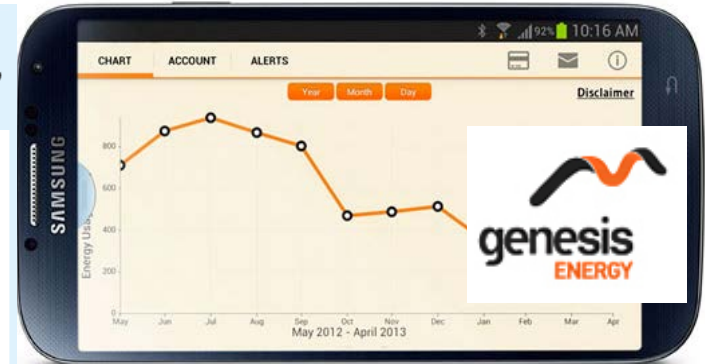 92% 10:16 AM
CHART ACCOUNT ALERTS
Year Month Day
Disclaimer
SAMSUNG
800
600
400
200
0
Energy
May Jun Jul Aug Sep Oct Nov Dec Jan Feb Mar Apr
May 2012 - April 2013
genesis
ENERGY